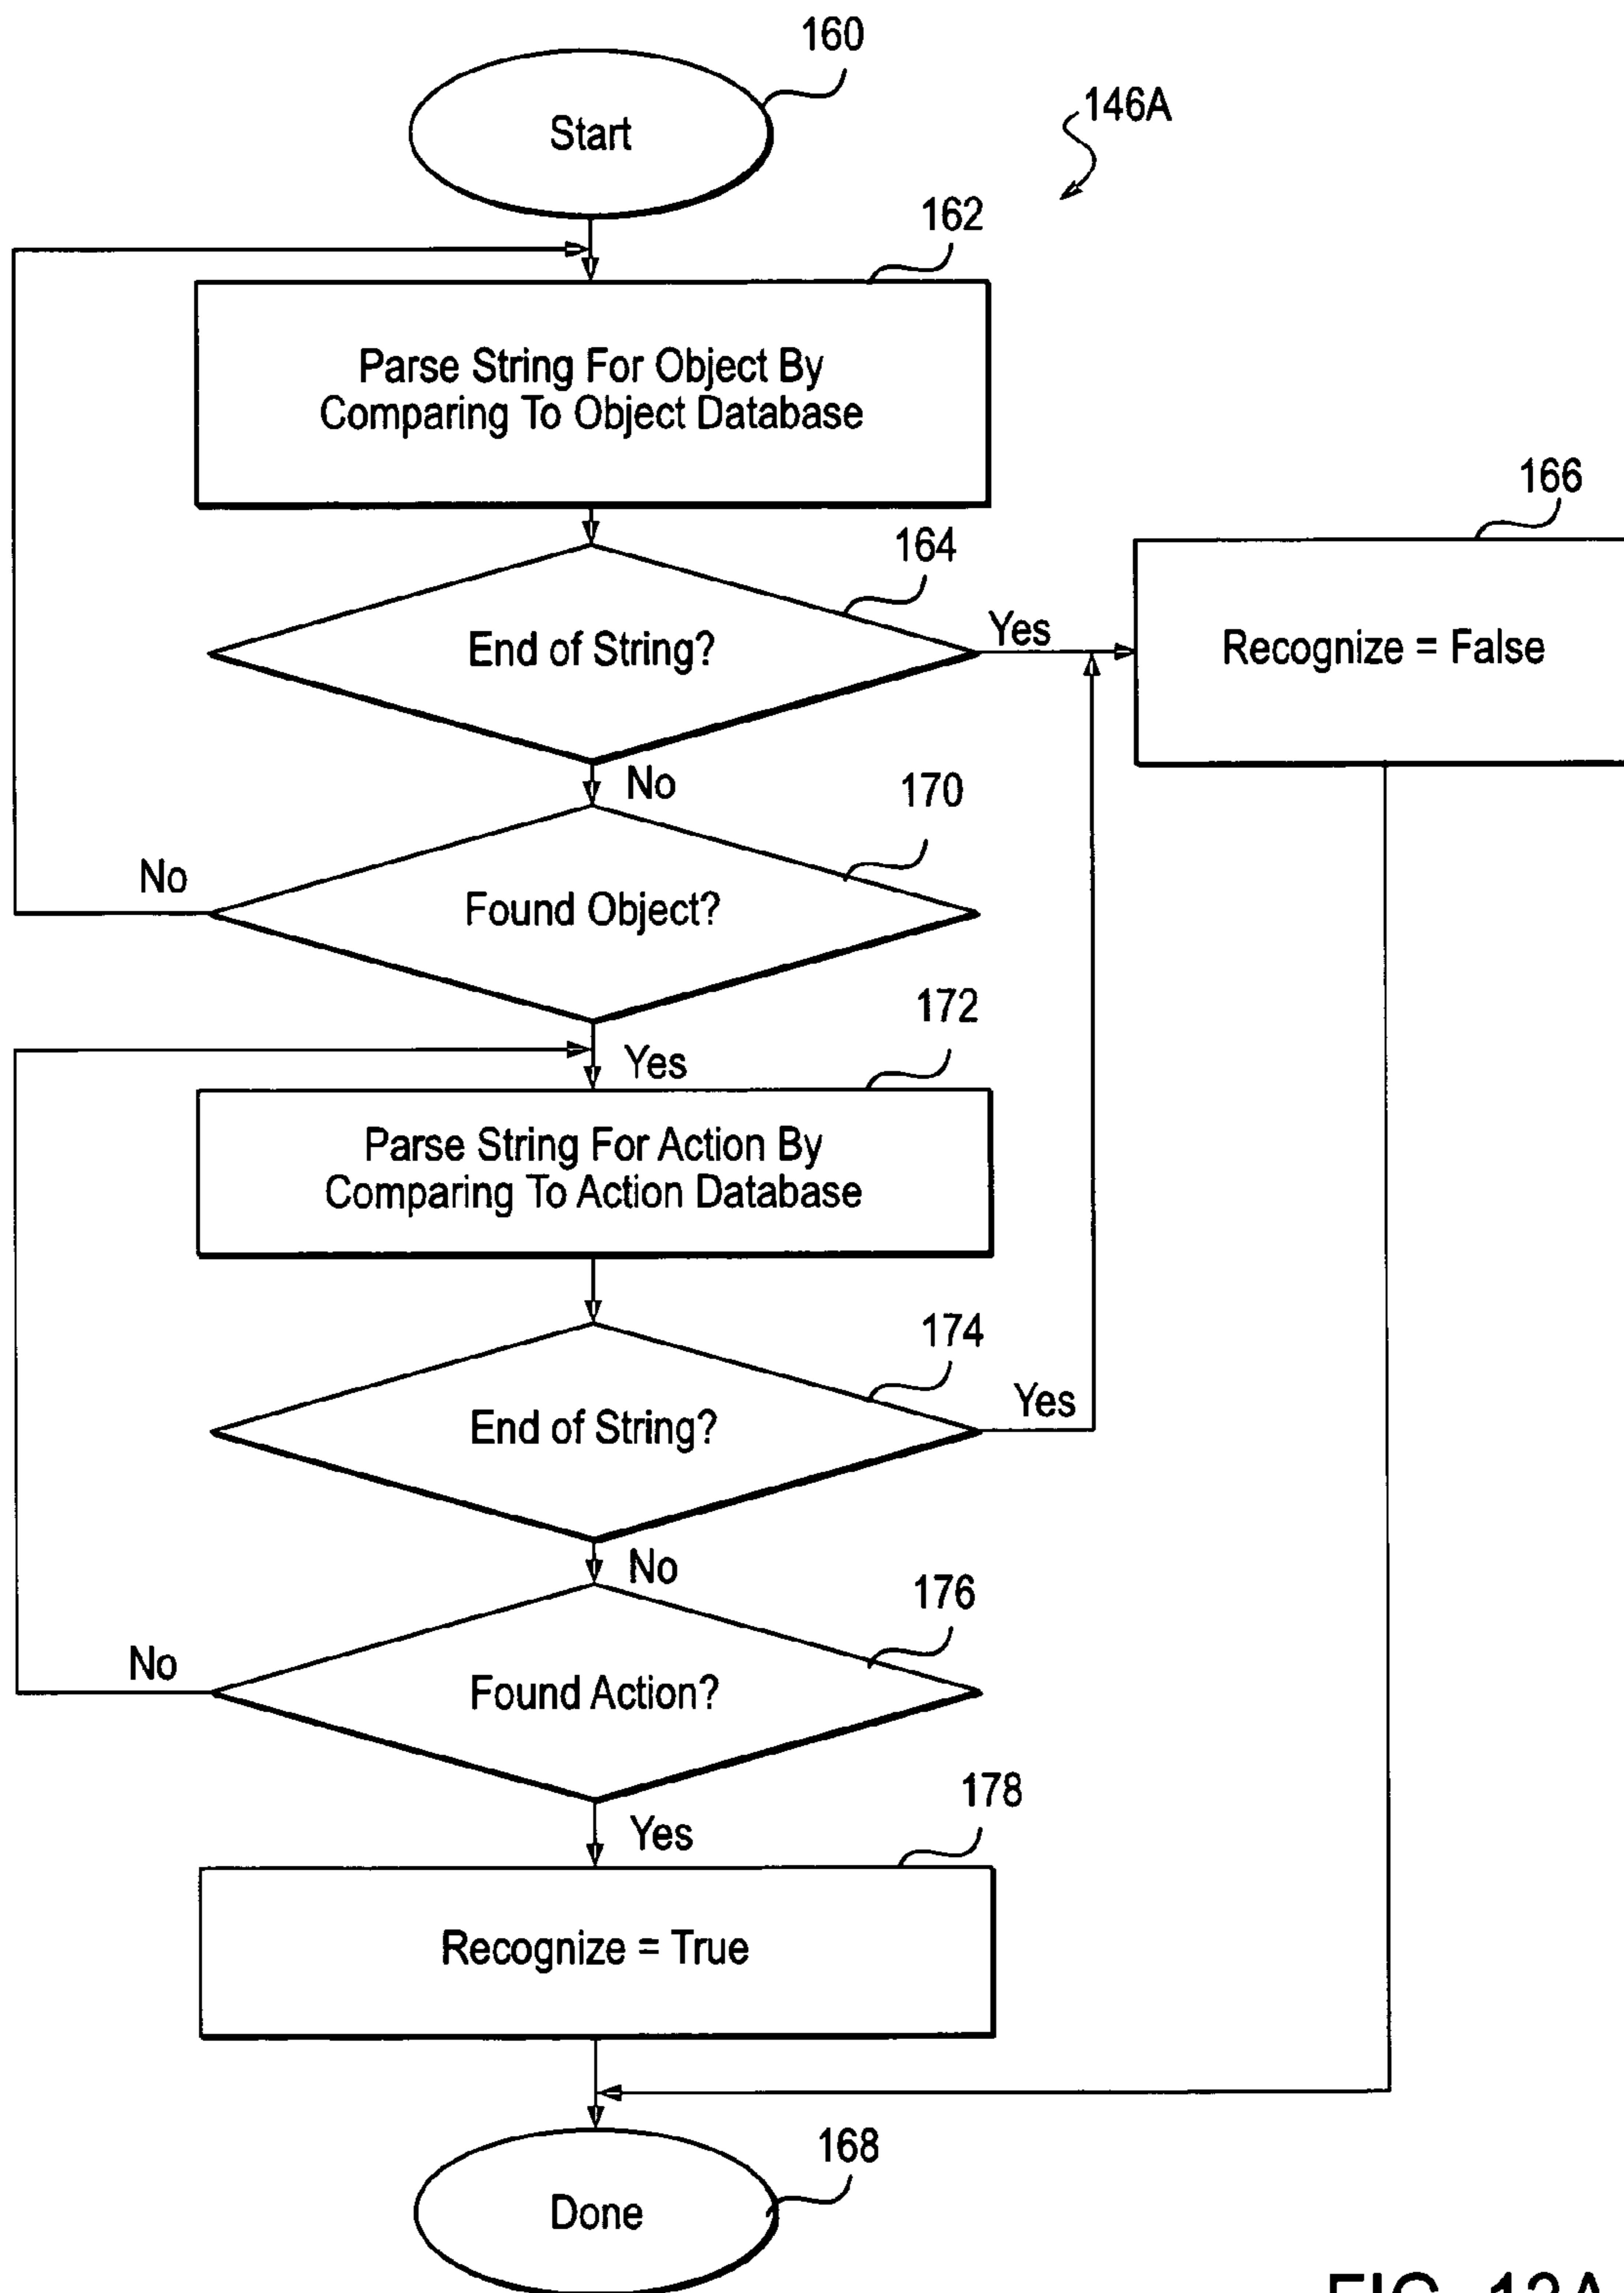 160
Start
146A
162
Parse String For Object By
Comparing To Object Database
166
164
End of String?
Yes
Recognize = False
No
170
No
Found Object?
172
Yes
Parse String For Action By
Comparing To Action Database
174
End of String?
Yes
No
176
No
Found Action?
178
Yes
Recognize = True
168
Done
FIG. 13A